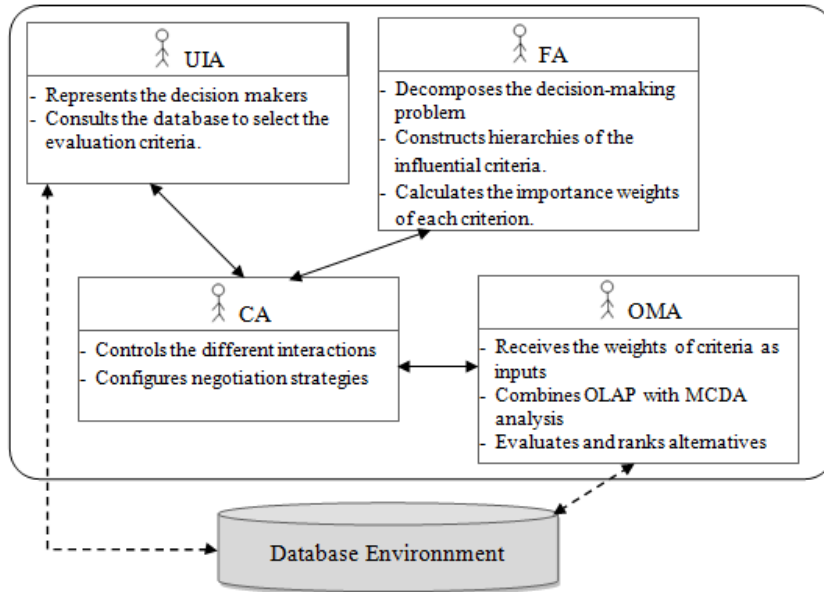 UIA
- Represents the decision makers
- Consults the database to select the
evaluation criteria.
FA
- Decomposes the decision-making
problem
- Constructs hierarchies of the
influential criteria.
- Calculates the importance weights
of each criterion.
CA
- Controls the different interactions
- Configures negotiation strategies
OMA
- Receives the weights of criteria as
inputs
- Combines OLAP with MCDA
analysis
- Evaluates and ranks alternatives
Database Environnment